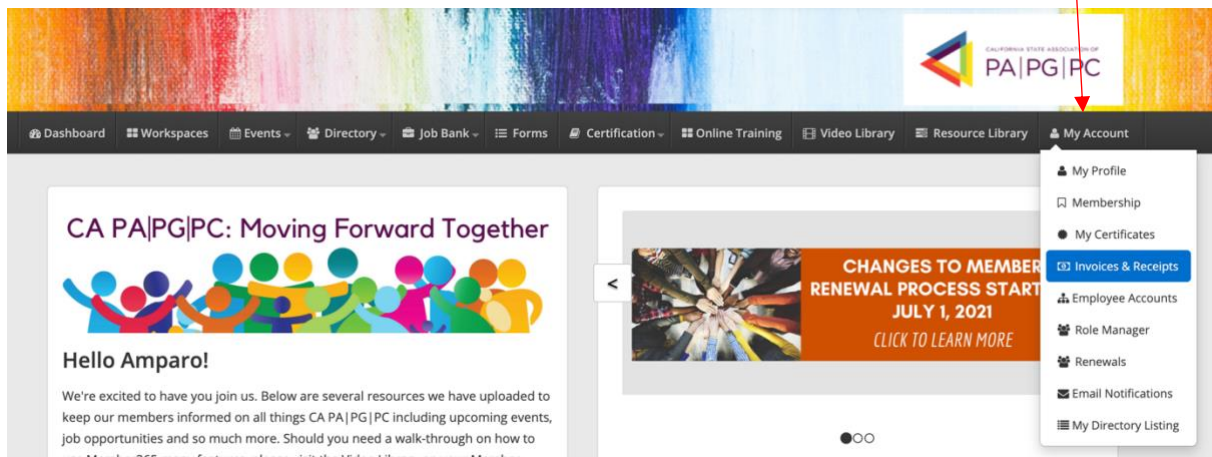 CALIFORNIA STATE ASSOCIATION OF
PA|PG|PC
Dashboard Workspaces Events Directory Job Bank Forms Certification Online Training Video Library Resource Library My Account
My Profile
Membership
My Certificates
Invoices & Receipts
Employee Accounts
Role Manager
Renewals
Email Notifications
My Directory Listing
CA PA|PG|PC: Moving Forward Together
Hello Amparo!
We're excited to have you join us. Below are several resources we have uploaded to
keep our members informed on all things CA PA|PG|PC including upcoming events,
job opportunities and so much more. Should you need a walk-through on how to
<
CHANGES TO MEMBER
RENEWAL PROCESS START
JULY 1, 2021
CLICK TO LEARN MORE